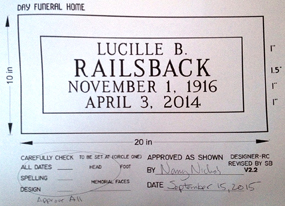 DAY FUNERAL HOME
LUCILLE B.
RAILSBACK
NOVEMBER 1, 1916
APRIL 3, 2014
1"
1.5"
1"
1"
10 in
20 in
CAREFULLY CHECK TO BE SET AT (CIRCLE ONE)
ALL DATES HEAD FOOT
SPELLING MEMORIAL FACES
DESIGN
APPROVED AS SHOWN
BY Nancy
DATE September 15, 2015
DESIGNER-RC
REVISED BY SB
V2.2